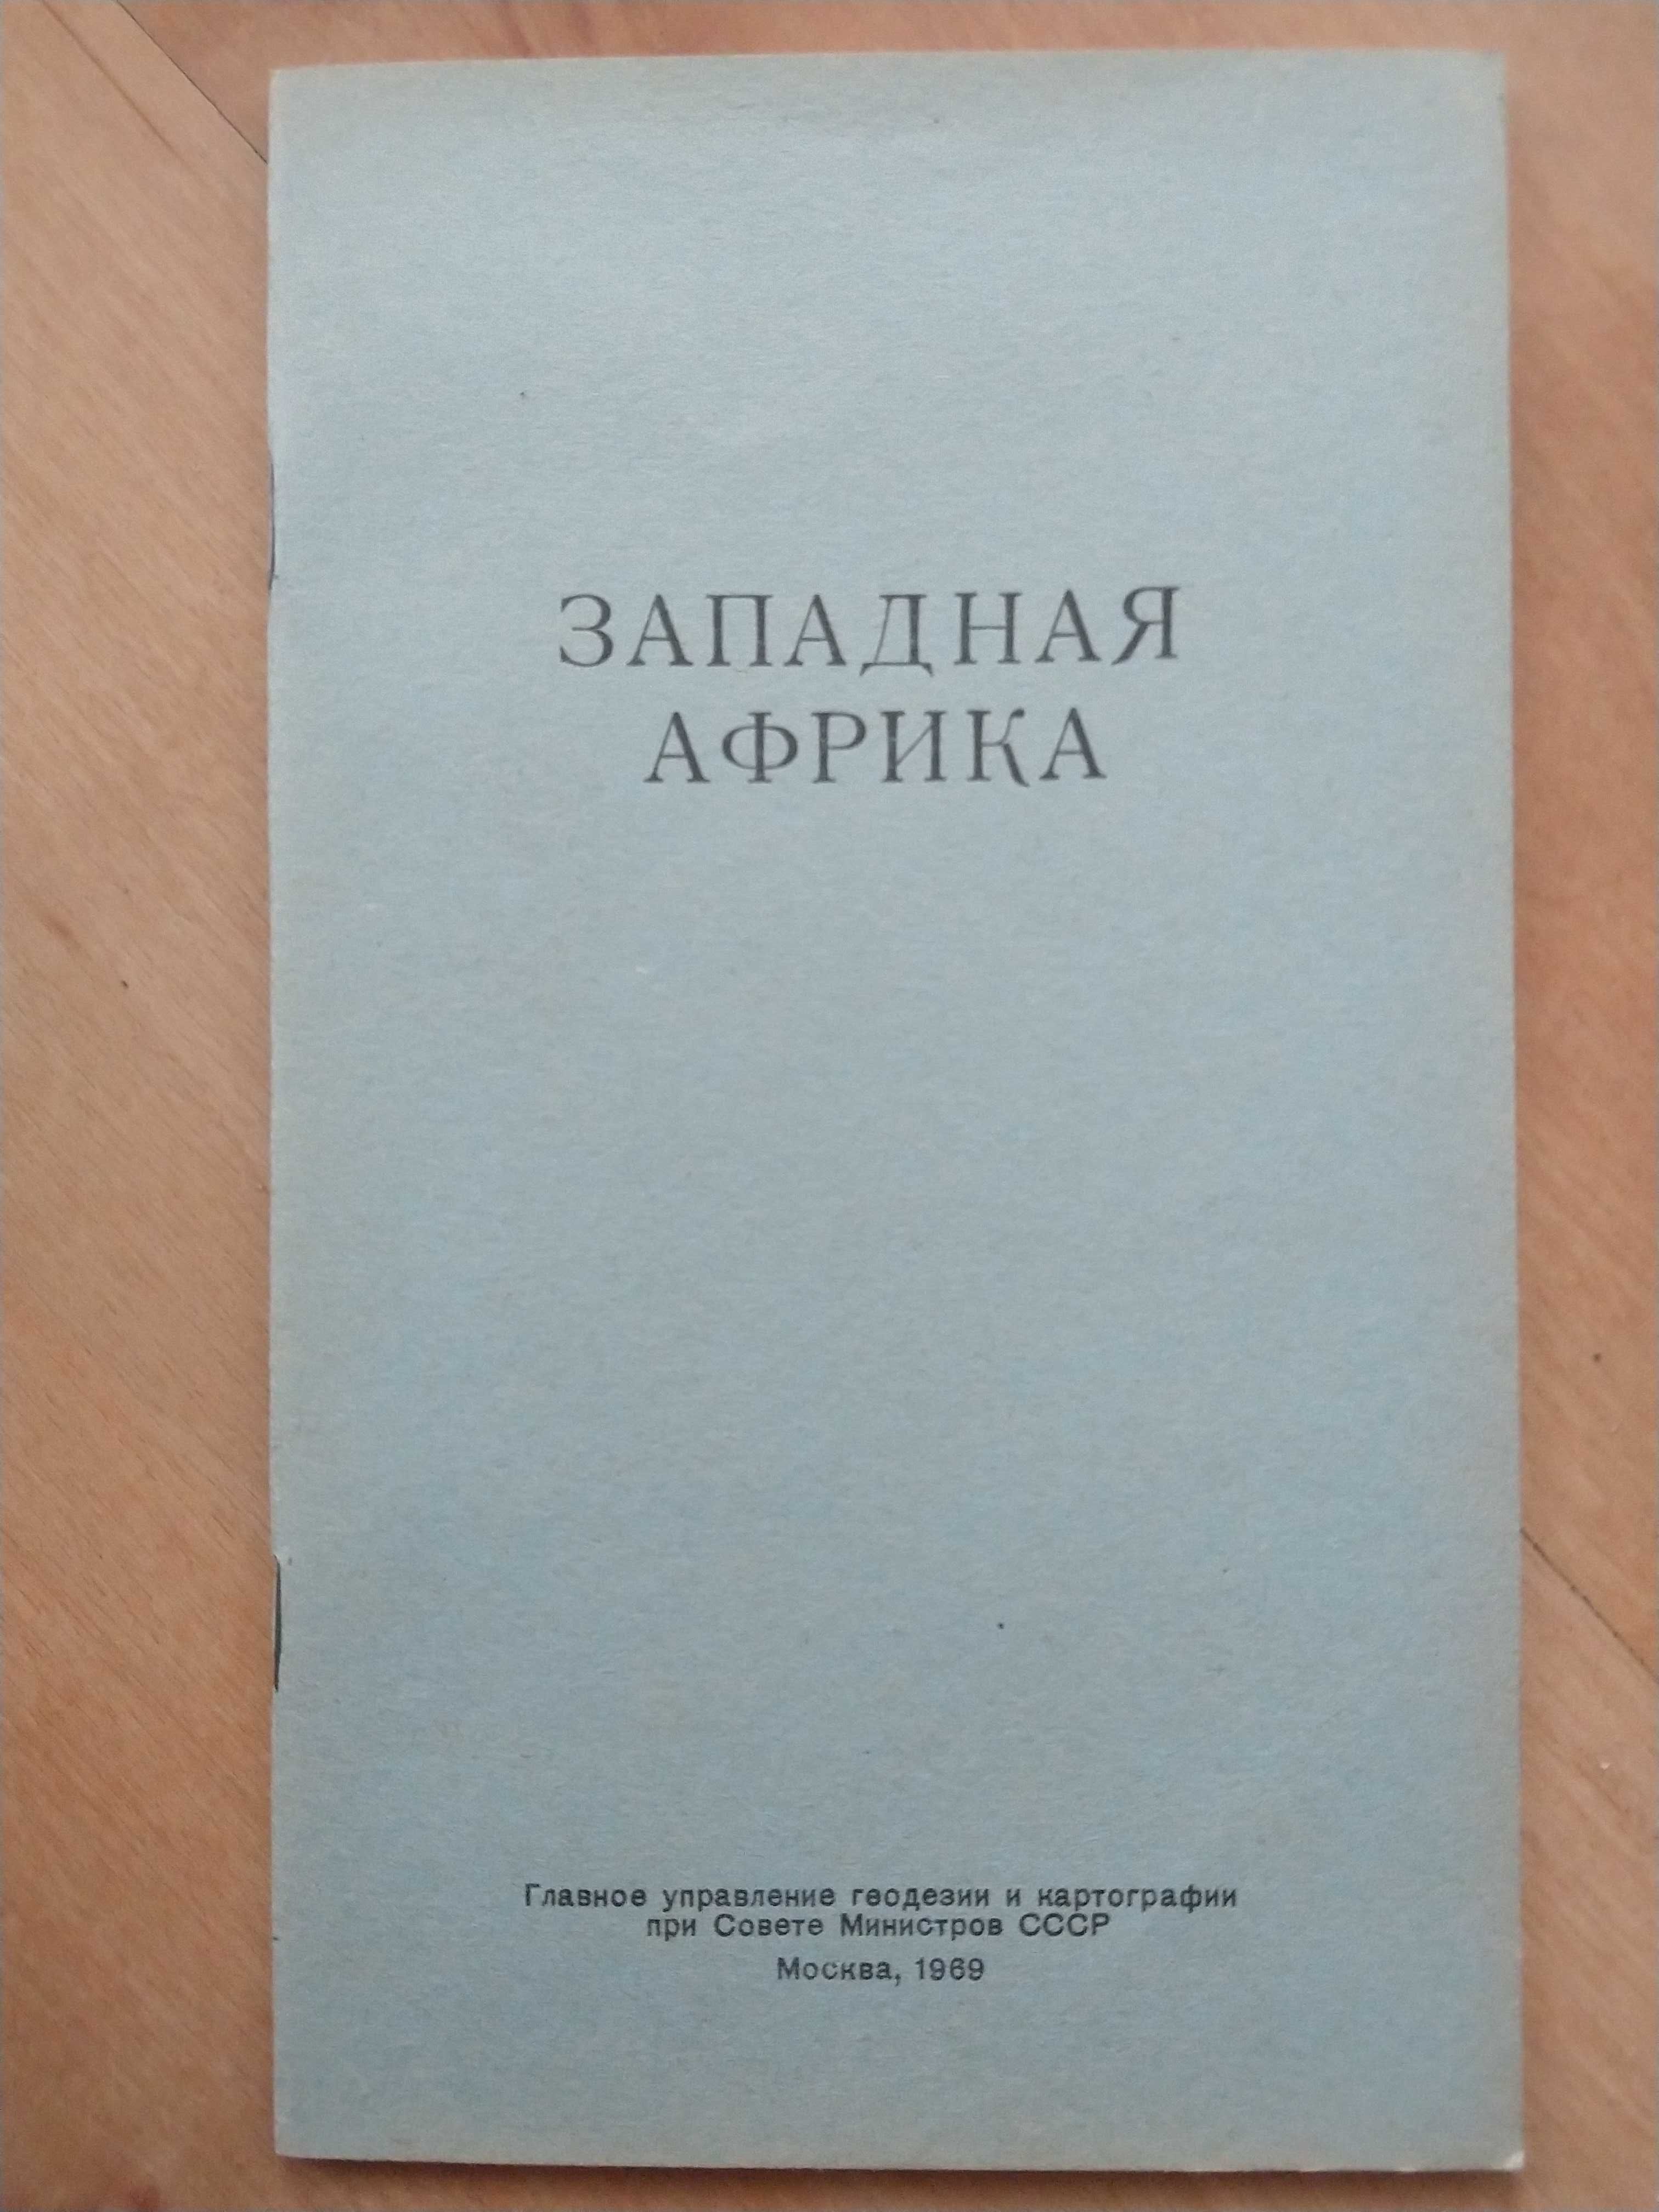 ЗАПАДНАЯ
АФРИКА
Главное управление геодезии и картографии
при Совете Министров СССР
Москва, 1969